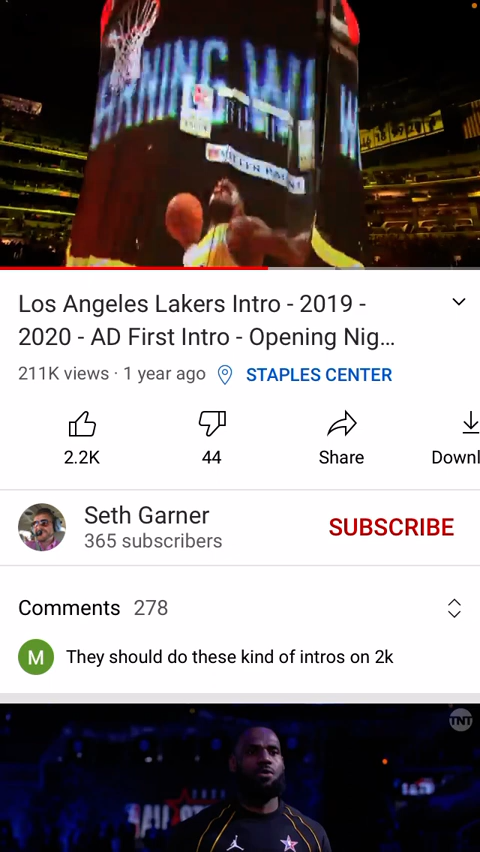 Los Angeles Lakers Intro - 2019 -
2020 - AD First Intro - Opening Nig...
211K views · 1 year ago STAPLES CENTER
2.2K 44 Share Downl
Seth Garner
365 subscribers
SUBSCRIBE
Comments 278
M They should do these kind of intros on 2k
TNT